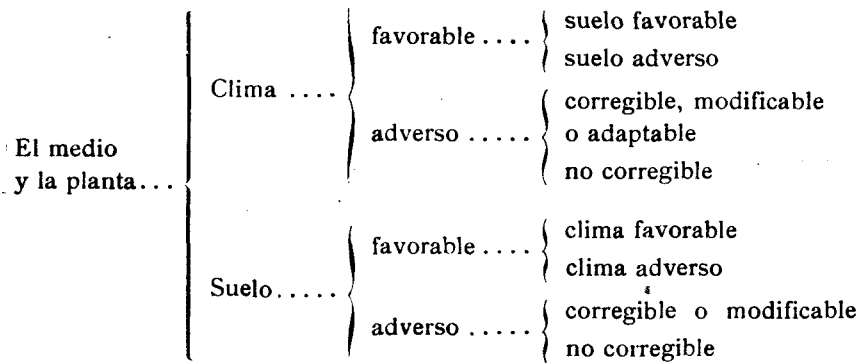 suelo favorable
favorable ....
suelo adverso
Clima ....
corregible, modificable
adverso .....
o adaptable
no corregible
El medio
y la planta...
clima favorable
favorable ....
clima adverso
Suelo.....
corregible o modificable
adverso .....
no corregible